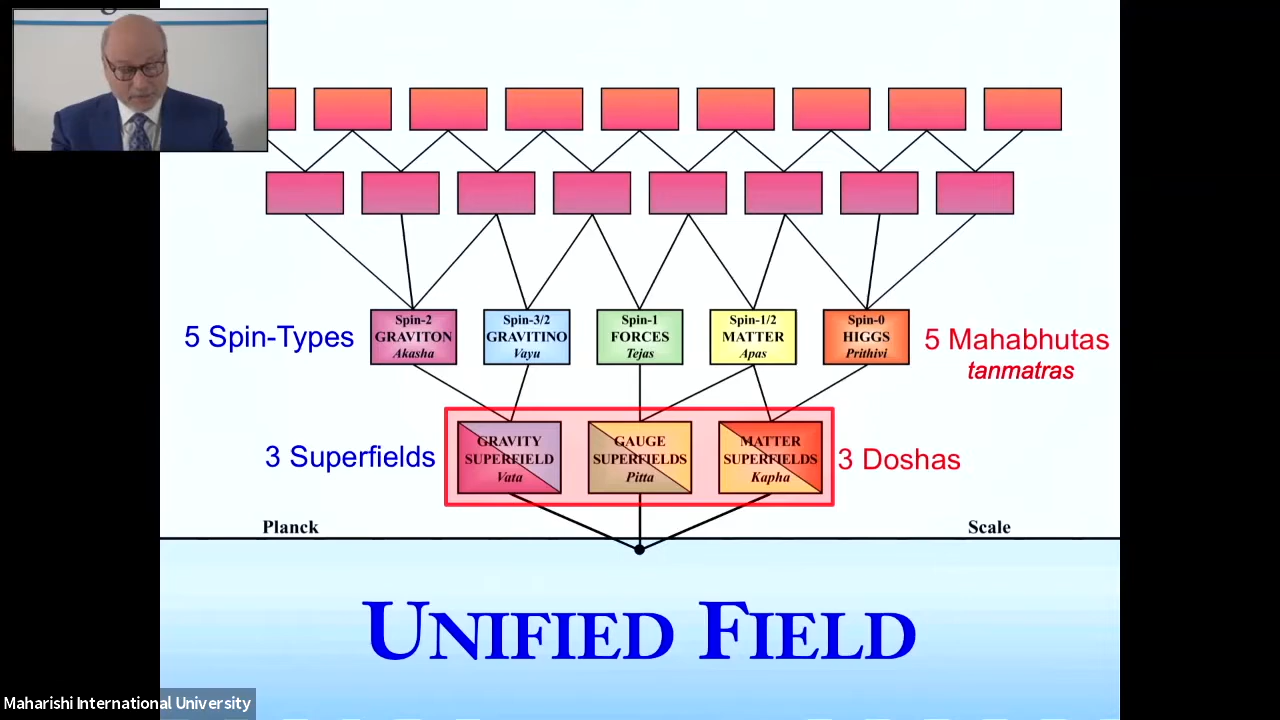 5 Spin-Types
Spin-2
GRAVITON
Akasha
Spin-3/2
GRAVITINO
Vayu
Spin-1
FORCES
Tejas
Spin-1/2
MATTER
Apas
Spin-0
HIGGS
Prithivi
5 Mahabhutas
tanmatras
3 Superfields
GRAVITY
SUPERFIELD
Vata
GAUGE
SUPERFIELDS
Pitta
MATTER
SUPERFIELDS
Kapha
3 Doshas
Planck
Scale
UNIFIED FIELD
Maharishi International University